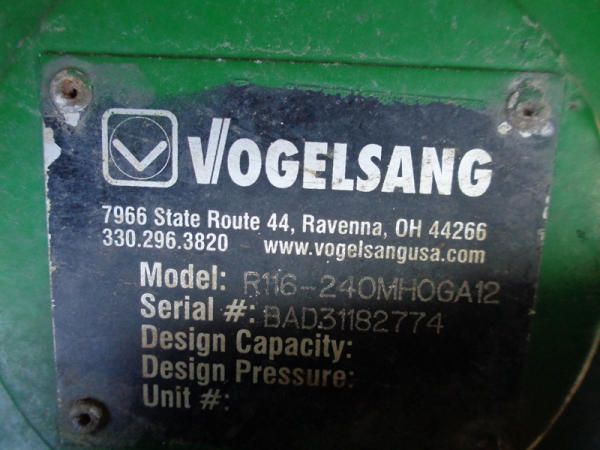 VOGELSANG
7966 State Route 44, Ravenna, OH 44266
330.296.3820 www.vogelsangusa.com
Model: R116-240MHOGA12
Serial #: BAD31182774
Design Capacity:
Design Pressure:
Unit #: